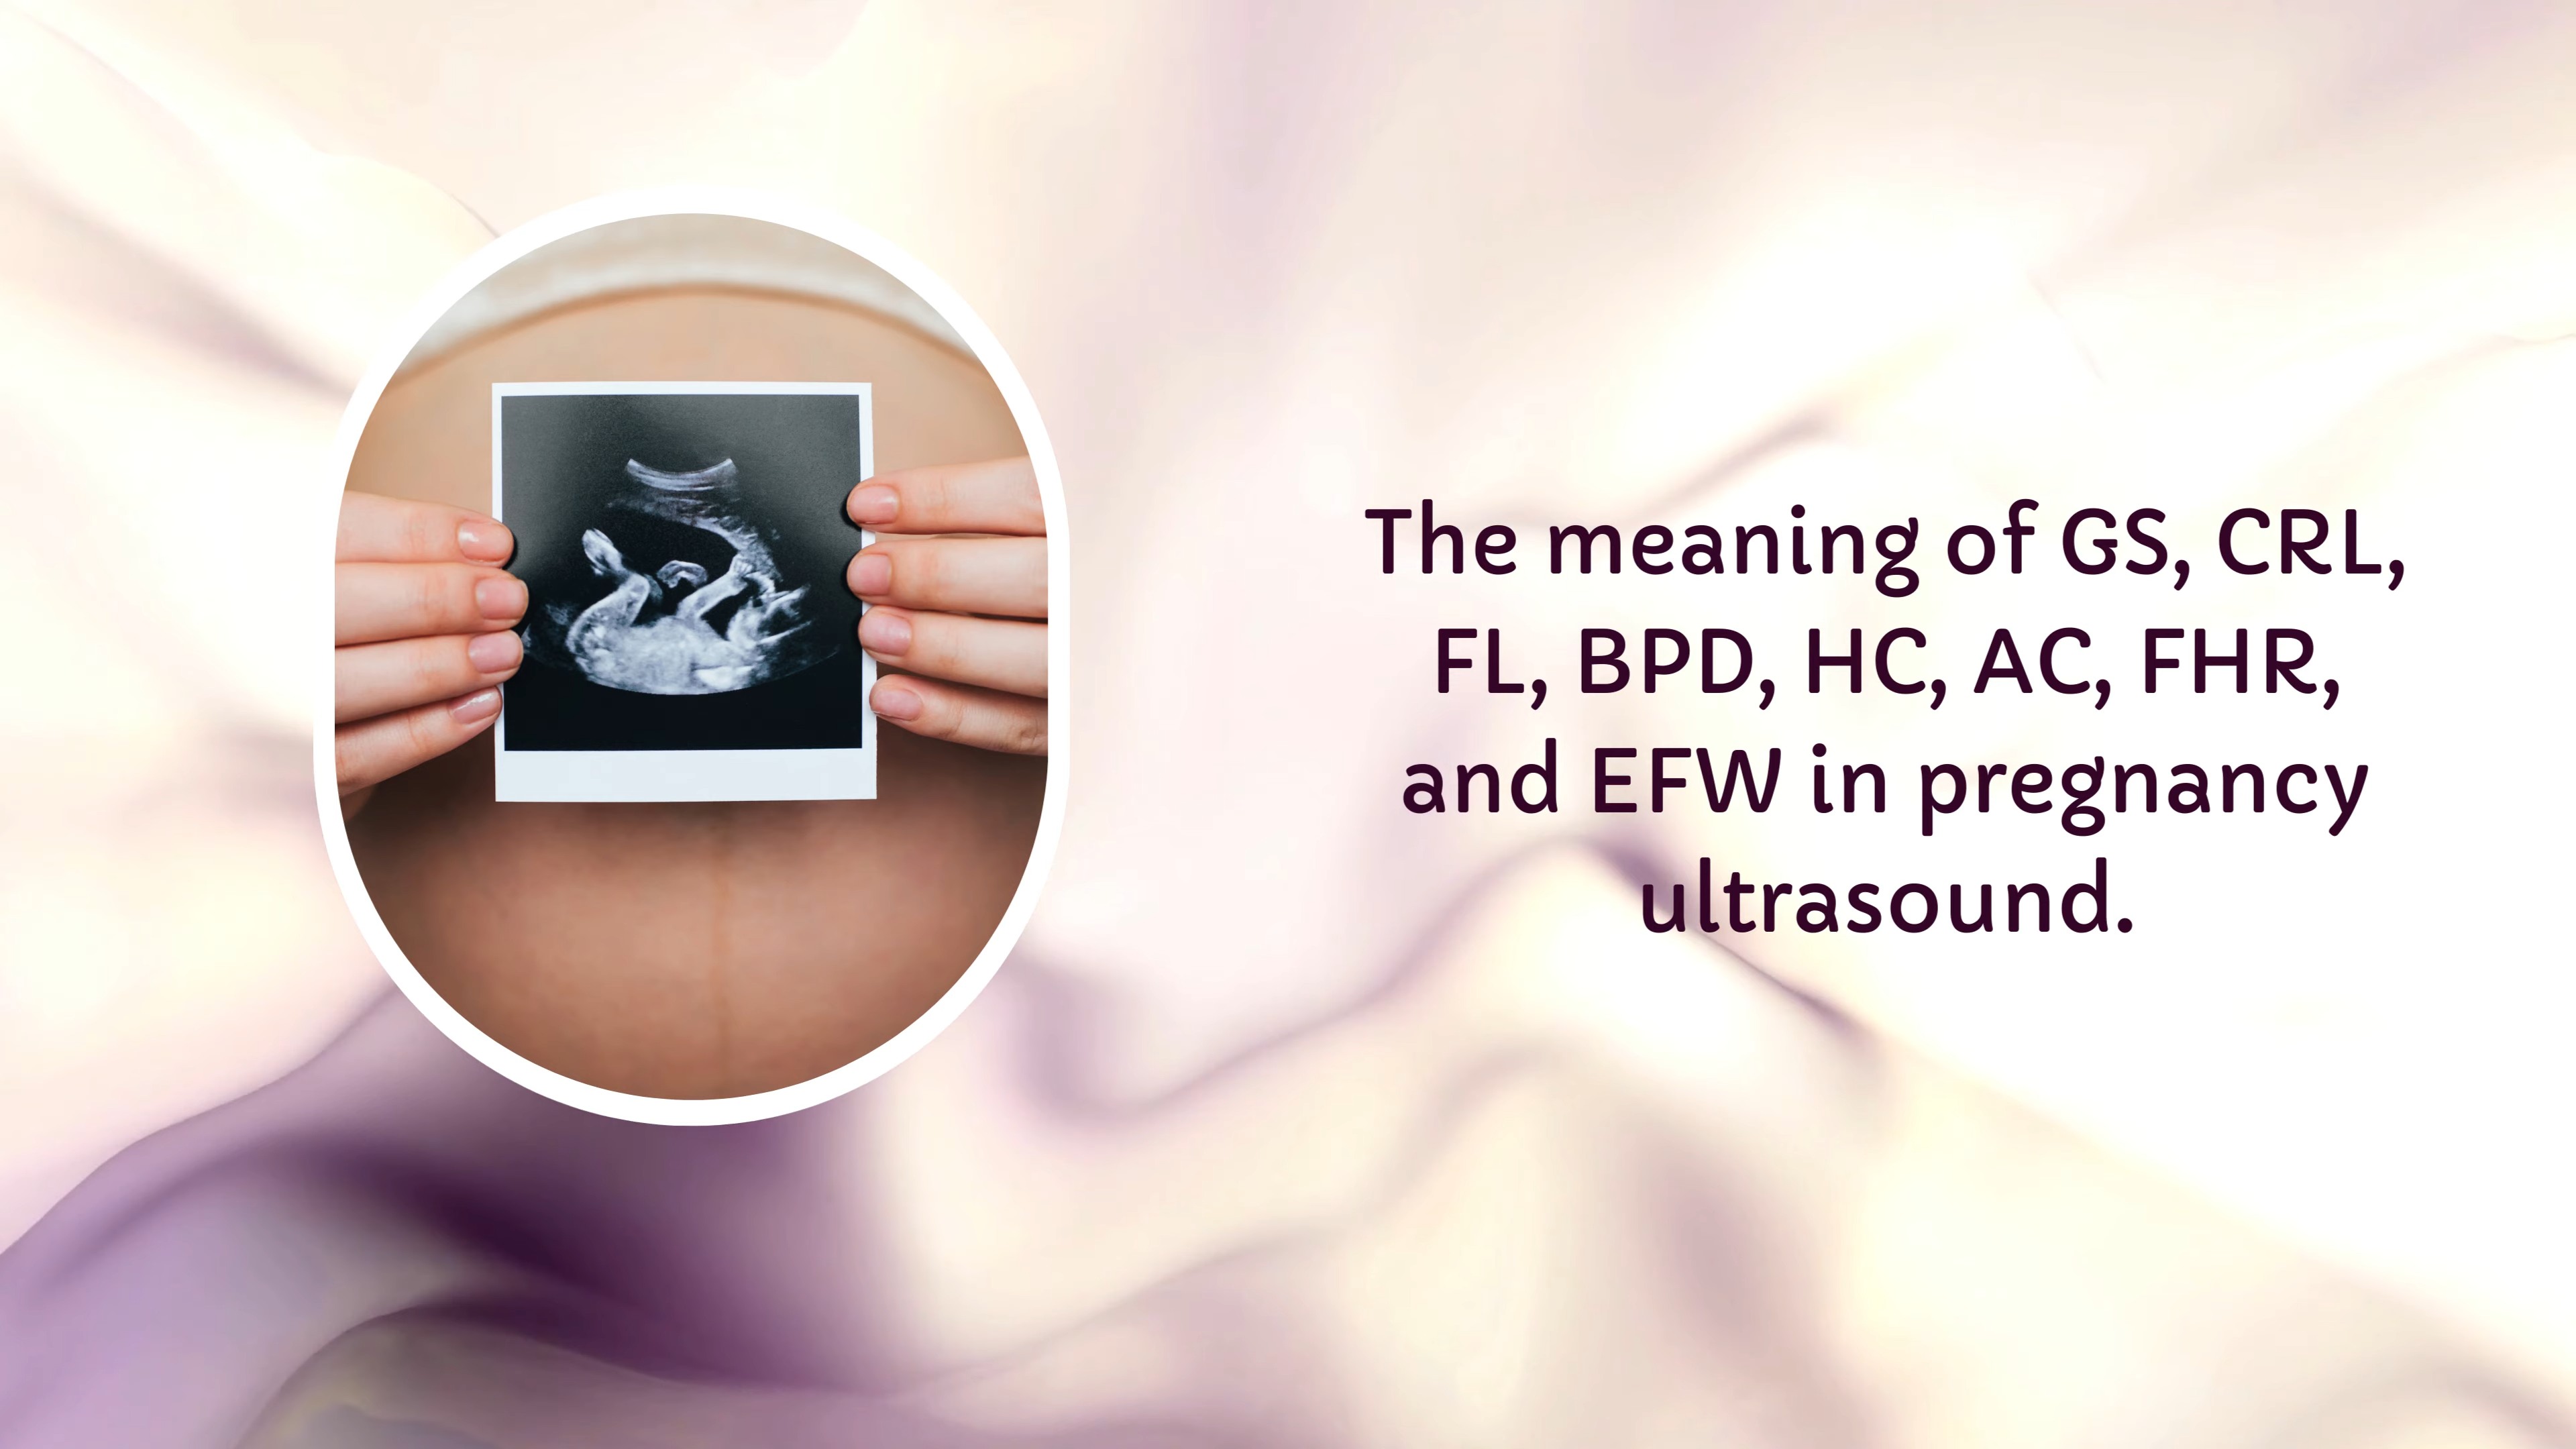 The meaning of GS, CRL,
FL, BPD, HC, AC, FHR,
and EFW in pregnancy
ultrasound.